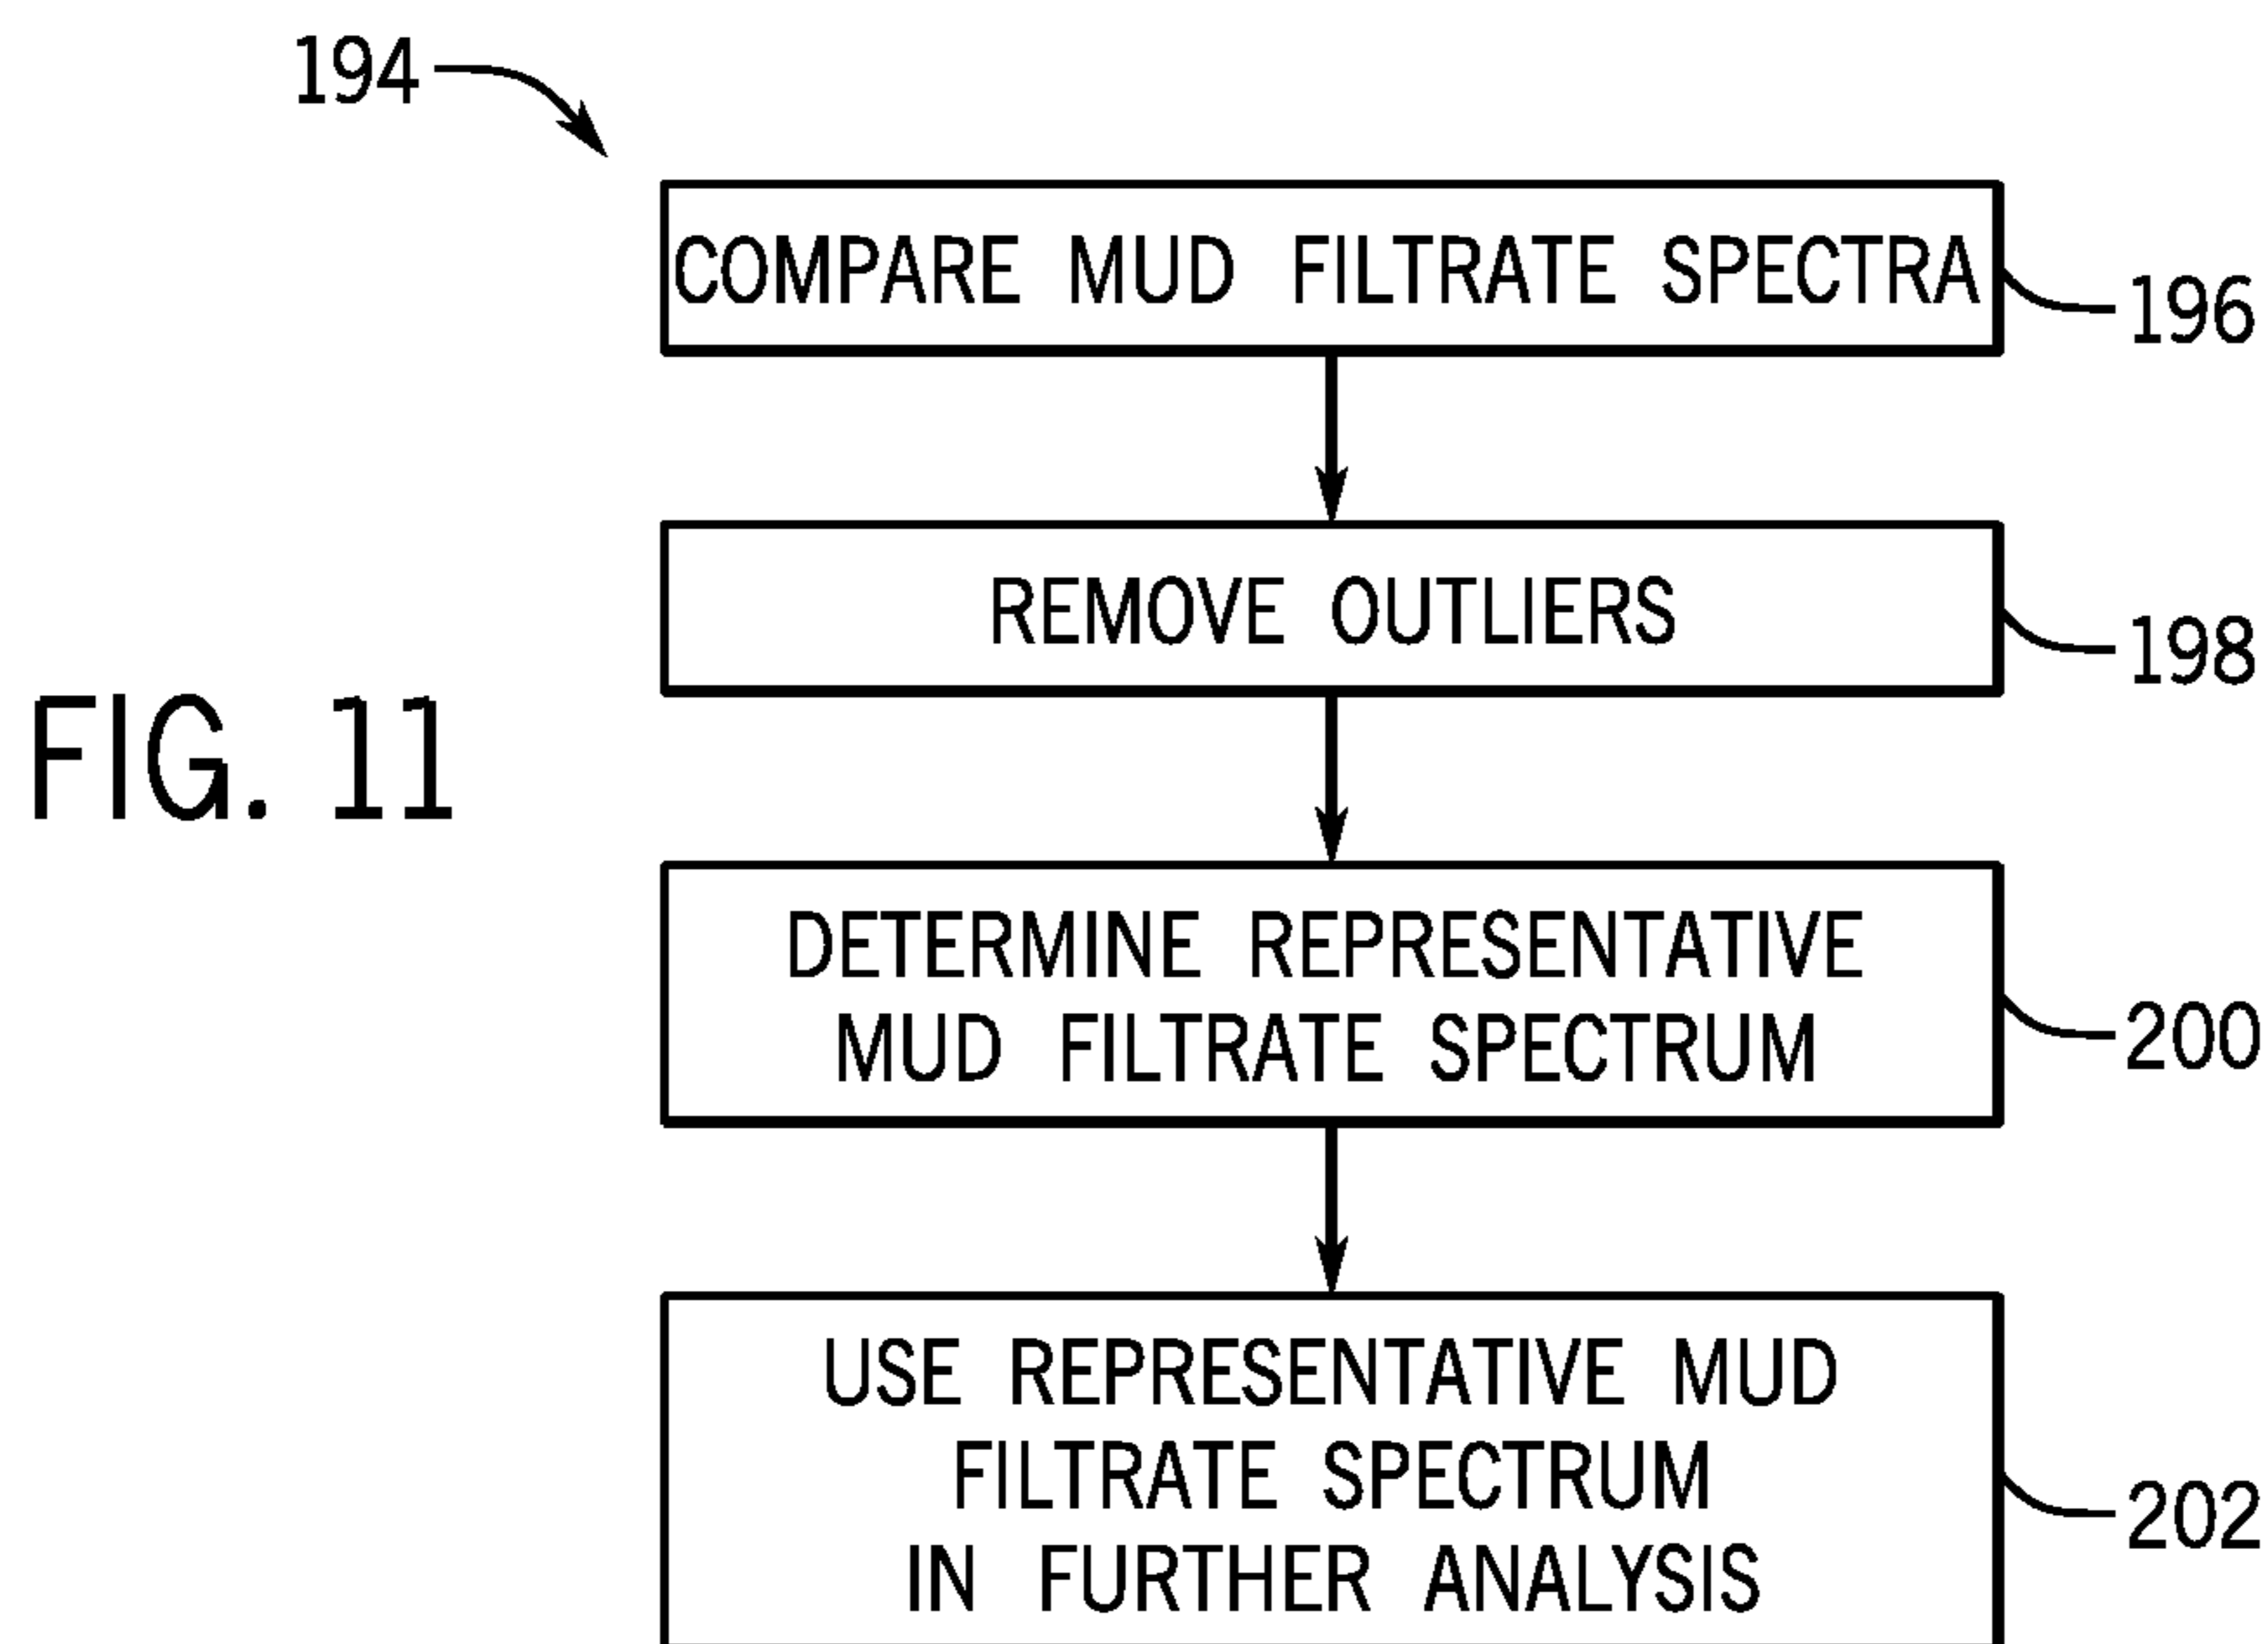 194
COMPARE MUD FILTRATE SPECTRA
196
REMOVE OUTLIERS
198
FIG. 11
DETERMINE REPRESENTATIVE
MUD FILTRATE SPECTRUM
200
USE REPRESENTATIVE MUD
FILTRATE SPECTRUM
IN FURTHER ANALYSIS
202